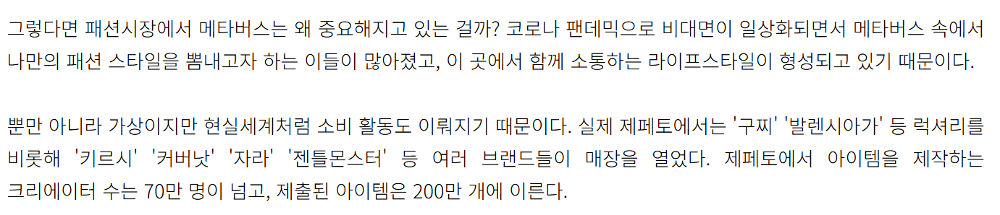 그렇다면 패션시장에서 메타버스는 왜 중요해지고 있는 걸까? 코로나 팬데믹으로 비대면이 일상화되면서 메타버스 속에서
나만의 패션 스타일을 뽐내고자 하는 이들이 많아졌고, 이 곳에서 함께 소통하는 라이프스타일이 형성되고 있기 때문이다.
뿐만 아니라 가상이지만 현실세계처럼 소비 활동도 이뤄지기 때문이다. 실제 제페토에서는 '구찌' '발렌시아가' 등 럭셔리를
비롯해 '키르시' '커버낫' '자라' '젠틀몬스터' 등 여러 브랜드들이 매장을 열었다. 제페토에서 아이템을 제작하는
크리에이터 수는 70만 명이 넘고, 제출된 아이템은 200만 개에 이른다.